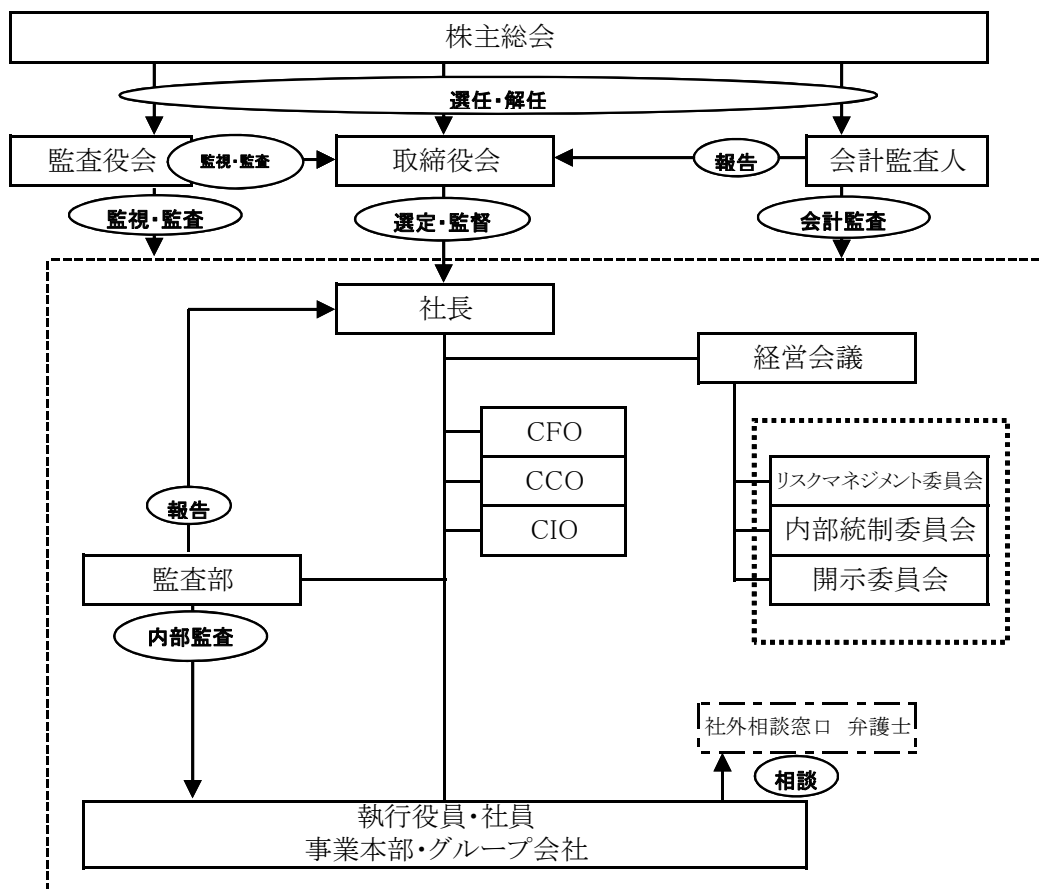 株主総会
選任・解任
監査役会
監視・監査
取締役会
報告
会計監査人
監視・監査
選定・監督
会計監査
社長
経営会議
CFO
CCO
CIO
リスクマネジメント委員会
内部統制委員会
開示委員会
報告
監査部
内部監査
社外相談窓口 弁護士
相談
執行役員・社員
事業本部・グループ会社